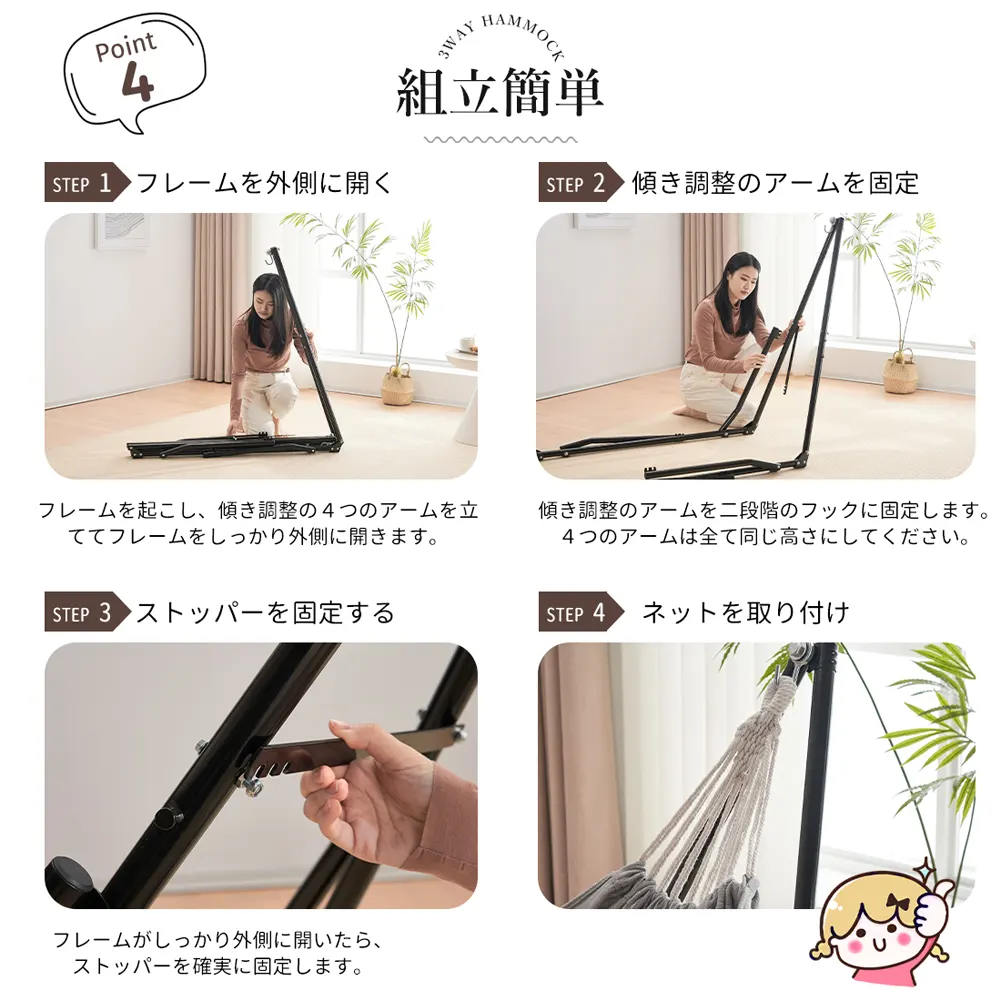 Point
4
3WAY HAMMOCK
組立簡単
STEP 1 フレームを外側に開く
STEP 2 傾き調整のアームを固定
フレームを起こし、傾き調整の４つのアームを立
ててフレームをしっかり外側に開きます。
傾き調整のアームを二段階のフックに固定します。
４つのアームは全て同じ高さにしてください。
STEP 3 ストッパーを固定する
STEP 4 ネットを取り付け
フレームがしっかり外側に開いたら、
ストッパーを確実に固定します。